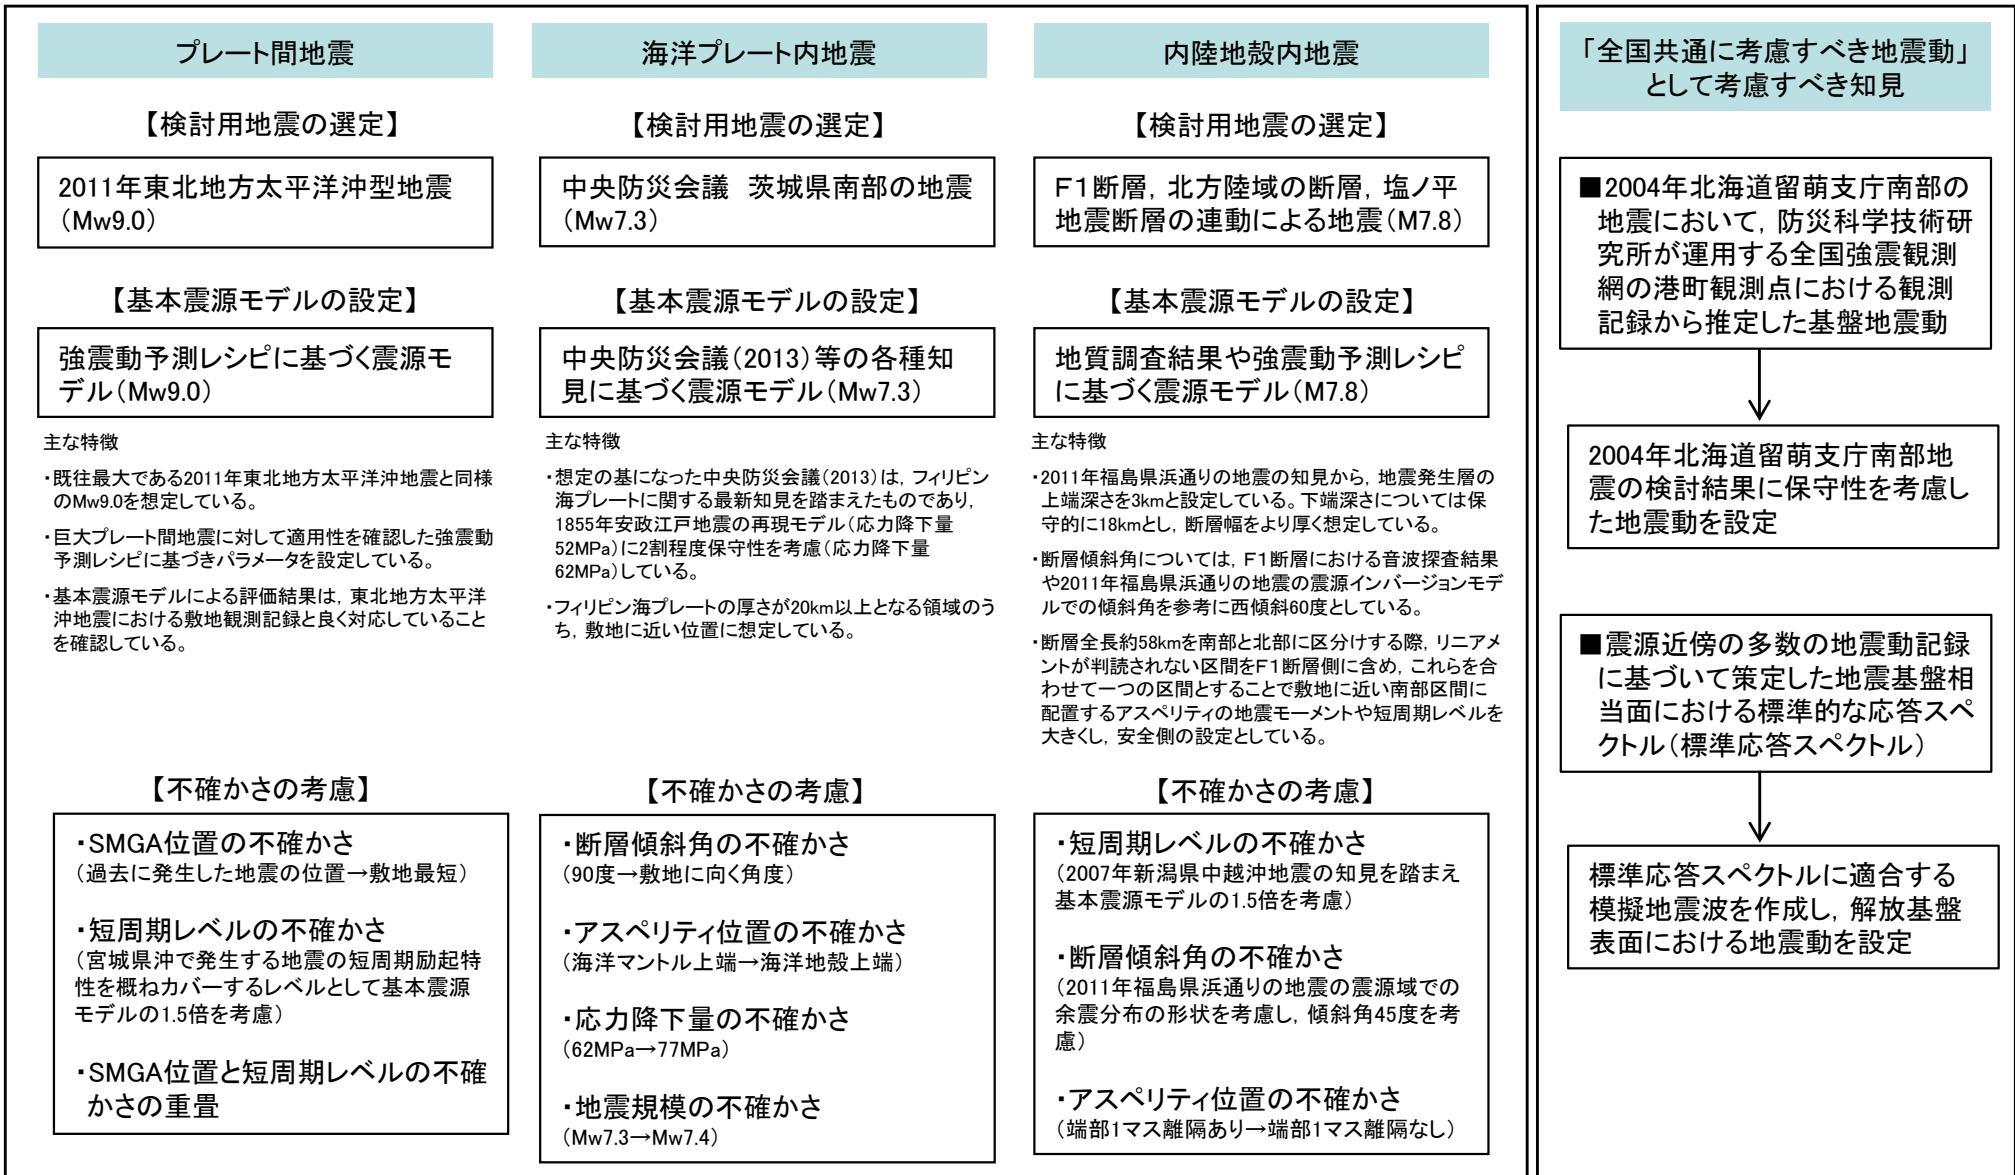 プレート間地震
【検討用地震の選定】
2011年東北地方太平洋沖型地震
(Mw9.0)
【基本震源モデルの設定】
強震動予測レシピに基づく震源モ
デル(Mw9.0)
主な特徴
・既往最大である2011年東北地方太平洋沖地震と同様
のMw9.0を想定している。
・巨大プレート間地震に対して適用性を確認した強震動
予測レシピに基づきパラメータを設定している。
・基本震源モデルによる評価結果は，東北地方太平洋
沖地震における敷地観測記録と良く対応していること
を確認している。
【不確かさの考慮】
・SMGA位置の不確かさ
(過去に発生した地震の位置→敷地最短)
・短周期レベルの不確かさ
(宮城県沖で発生する地震の短周期励起特
性を概ねカバーするレベルとして基本震源
モデルの1.5倍を考慮)
・SMGA位置と短周期レベルの不確
かさの重畳
海洋プレート内地震
【検討用地震の選定】
中央防災会議　茨城県南部の地震
(Mw7.3)
【基本震源モデルの設定】
中央防災会議(2013)等の各種知
見に基づく震源モデル(Mw7.3)
主な特徴
・想定の基になった中央防災会議(2013)は，フィリピン
海プレートに関する最新知見を踏まえたものであり，
1855年安政江戸地震の再現モデル(応力降下量
52MPa)に2割程度保守性を考慮(応力降下量
62MPa)している。
・フィリピン海プレートの厚さが20km以上となる領域のう
ち，敷地に近い位置に想定している。
【不確かさの考慮】
・断層傾斜角の不確かさ
(90度→敷地に向く角度)
・アスペリティ位置の不確かさ
(海洋マントル上端→海洋地殻上端)
・応力降下量の不確かさ
(62MPa→77MPa)
・地震規模の不確かさ
(Mw7.3→Mw7.4)
内陸地殻内地震
【検討用地震の選定】
Ｆ１断層，北方陸域の断層，塩ノ平
地震断層の連動による地震(M7.8)
【基本震源モデルの設定】
地質調査結果や強震動予測レシピ
に基づく震源モデル(M7.8)
主な特徴
・2011年福島県浜通りの地震の知見から，地震発生層の
上端深さを3kmと設定している。下端深さについては保
守的に18kmとし，断層幅をより厚く想定している。
・断層傾斜角については，Ｆ１断層における音波探査結果
や2011年福島県浜通りの地震の震源インバージョンモデ
ルでの傾斜角を参考に西傾斜60度としている。
・断層全長約58kmを南部と北部に区分けする際，リニアメ
ントが判読されない区間をF１断層側に含め，これらを合
わせて一つの区間とすることで敷地に近い南部区間に
配置するアスペリティの地震モーメントや短周期レベルを
大きくし，安全側の設定としている。
【不確かさの考慮】
・短周期レベルの不確かさ
(2007年新潟県中越沖地震の知見を踏まえ
基本震源モデルの1.5倍を考慮)
・断層傾斜角の不確かさ
(2011年福島県浜通りの地震の震源域での
余震分布の形状を考慮し，傾斜角45度を考
慮)
・アスペリティ位置の不確かさ
(端部1マス離隔あり→端部1マス離隔なし)
「全国共通に考慮すべき地震動」
として考慮すべき知見
■2004年北海道留萌支庁南部の
地震において，防災科学技術研
究所が運用する全国強震観測
網の港町観測点における観測
記録から推定した基盤地震動
2004年北海道留萌支庁南部地
震の検討結果に保守性を考慮し
た地震動を設定
■震源近傍の多数の地震動記録
に基づいて策定した地震基盤相
当面における標準的な応答スペ
クトル(標準応答スペクトル)
標準応答スペクトルに適合する
模擬地震波を作成し，解放基盤
表面における地震動を設定